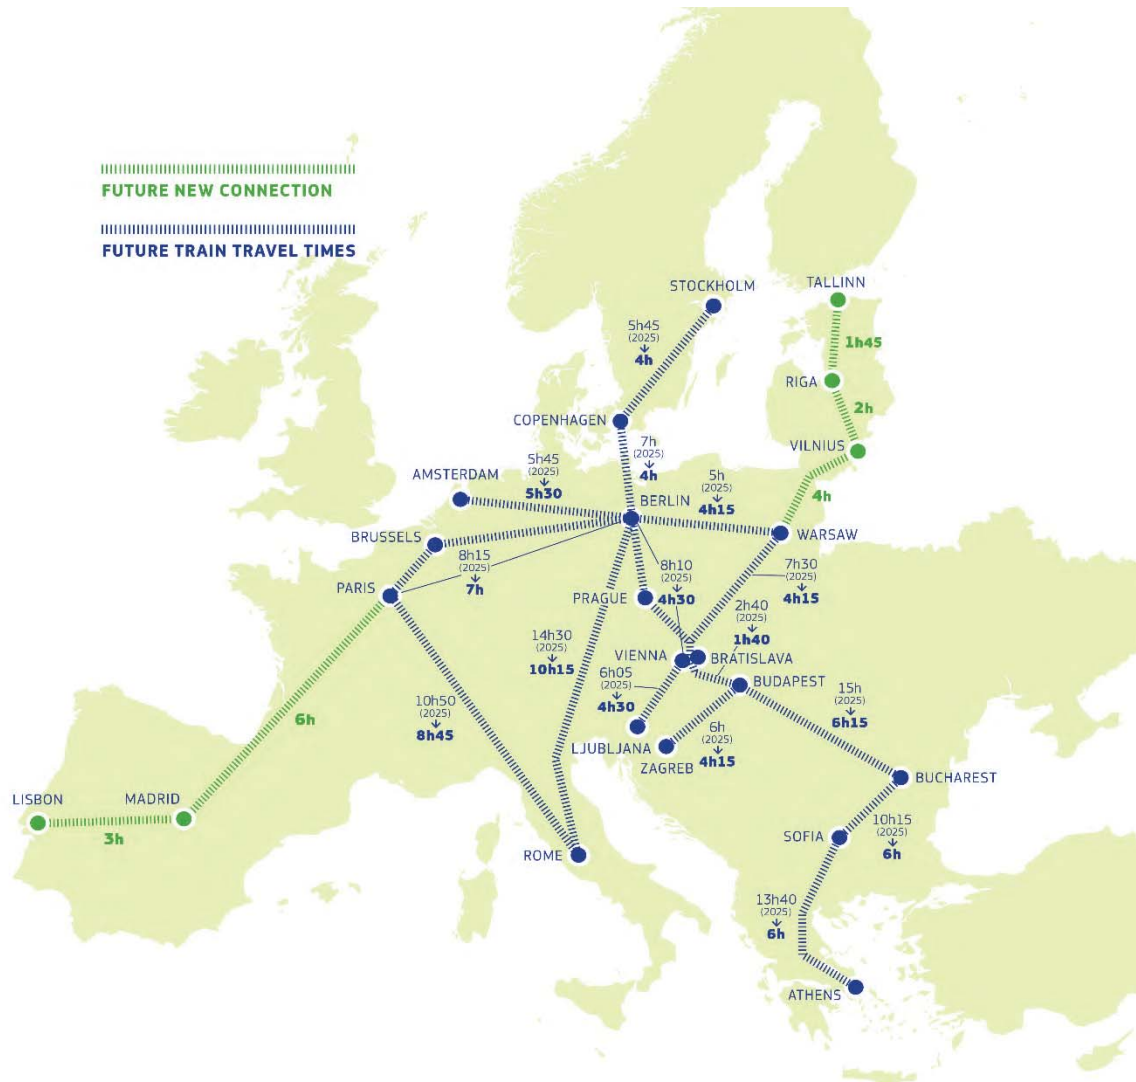 FUTURE NEW CONNECTION
FUTURE TRAIN TRAVEL TIMES
STOCKHOLM
TALLINN
5h45
(2025)
↓
4h
1h45
RIGA
2h
COPENHAGEN
7h
(2025)
↓
4h
VILNIUS
AMSTERDAM
5h45
(2025)
↓
5h30
BERLIN
5h
(2025)
↓
4h15
4h
BRUSSELS
WARSAW
8h15
(2025)
↓
7h
8h10
(2025)
↓
4h30
7h30
(2025)
↓
4h15
PARIS
PRAGUE
2h40
(2025)
↓
1h40
14h30
(2025)
↓
10h15
VIENNA
BRATISLAVA
BUDAPEST
6h05
(2025)
↓
4h30
15h
(2025)
↓
6h15
10h50
(2025)
↓
8h45
6h
6h
(2025)
↓
4h15
LJUBLJANA
ZAGREB
BUCHAREST
LISBON
MADRID
3h
10h15
(2025)
↓
6h
SOFIA
ROME
13h40
(2025)
↓
6h
ATHENS